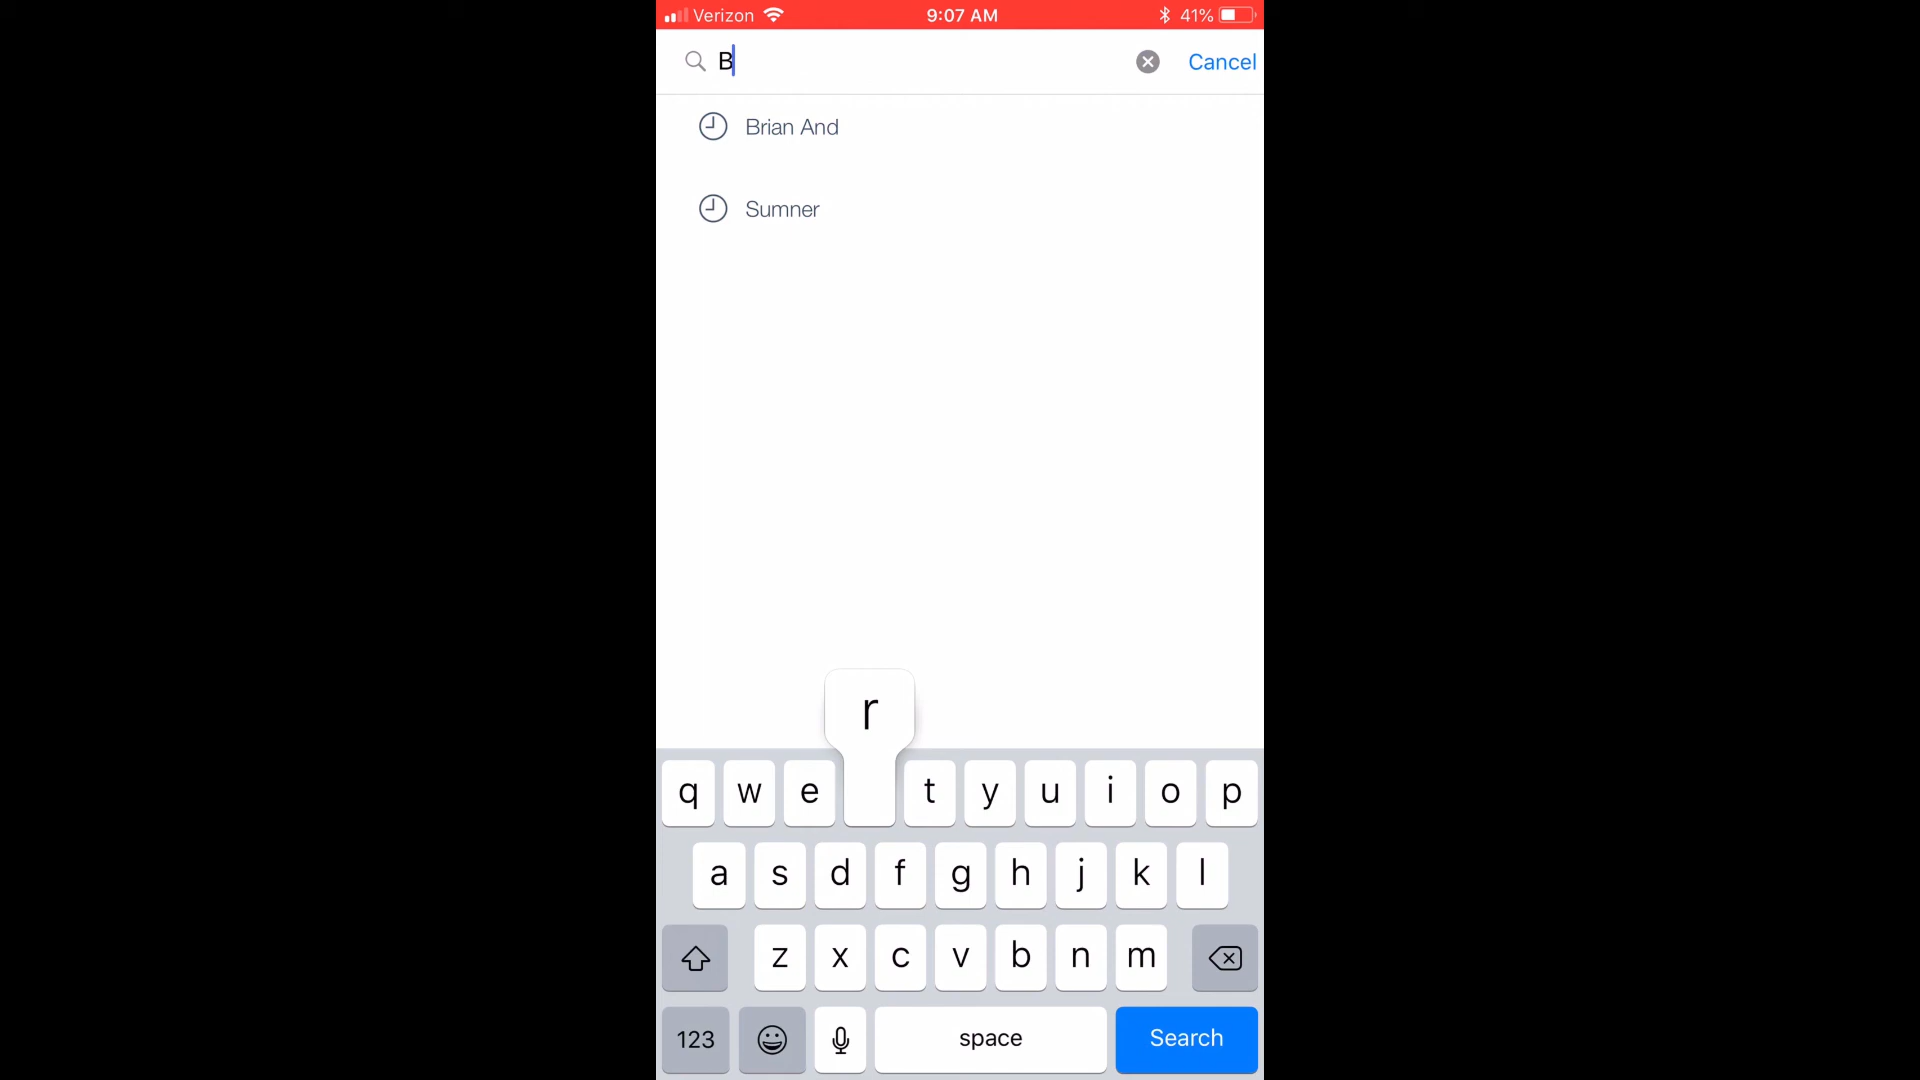 Verizon 9:07 AM 41%
B Cancel
Brian And
Sumner
r
q w e t y u i o p
a s d f g h j k l
z x c v b n m
123 space Search